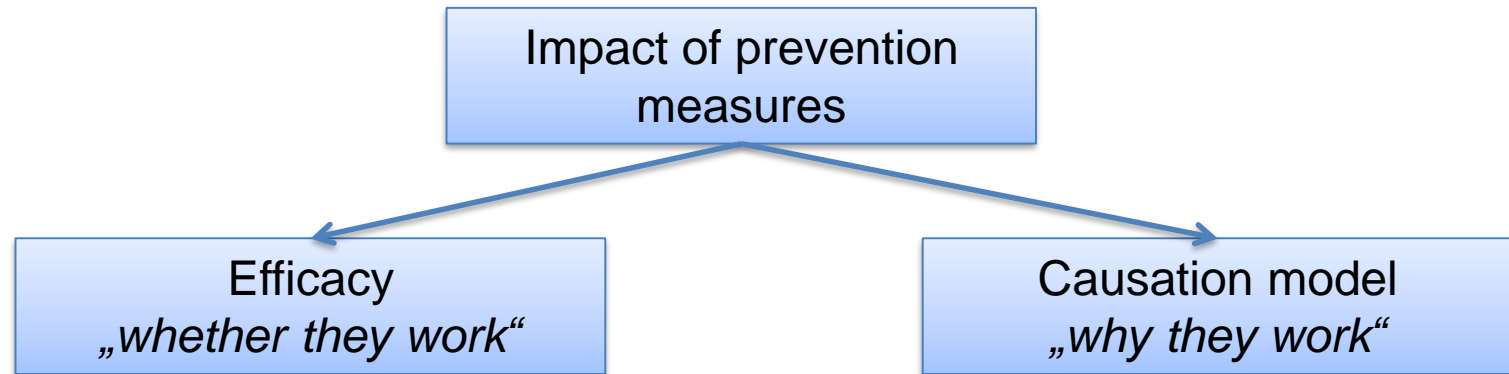 Impact of prevention
measures
Efficacy
„whether they work“
Causation model
„why they work“